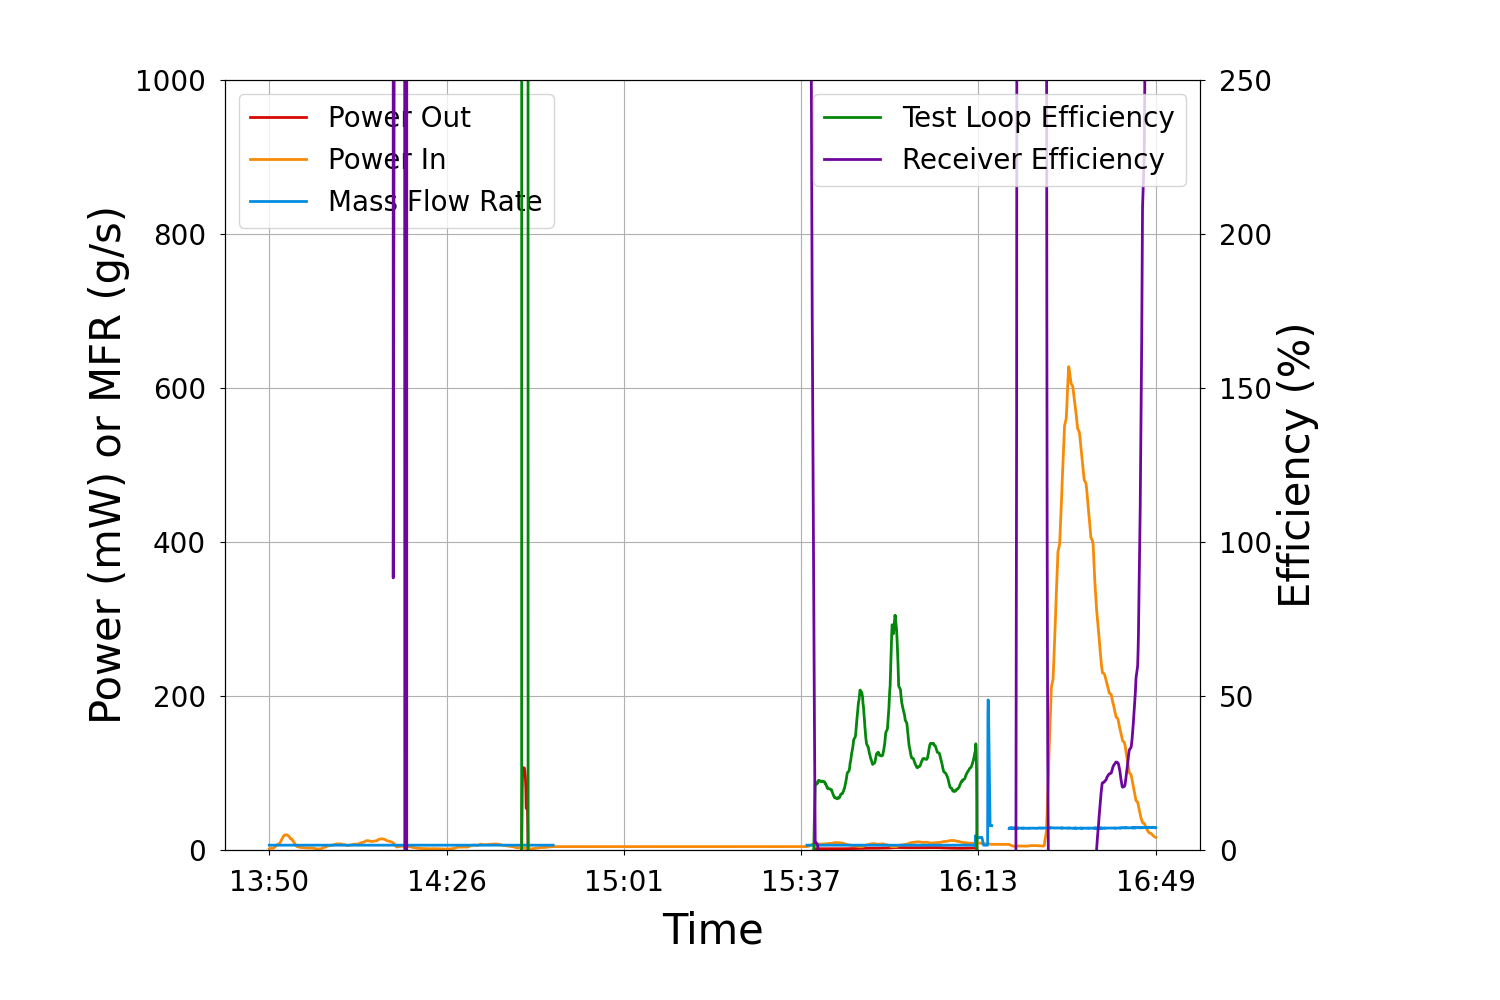 1000
800
600
400
200
0
Power (mW) or MFR (g/s)
Power Out
Power In
Mass Flow Rate
Test Loop Efficiency
Receiver Efficiency
250
200
150
100
50
0
Efficiency (%)
13:50 14:26 15:01 15:37 16:13 16:49
Time